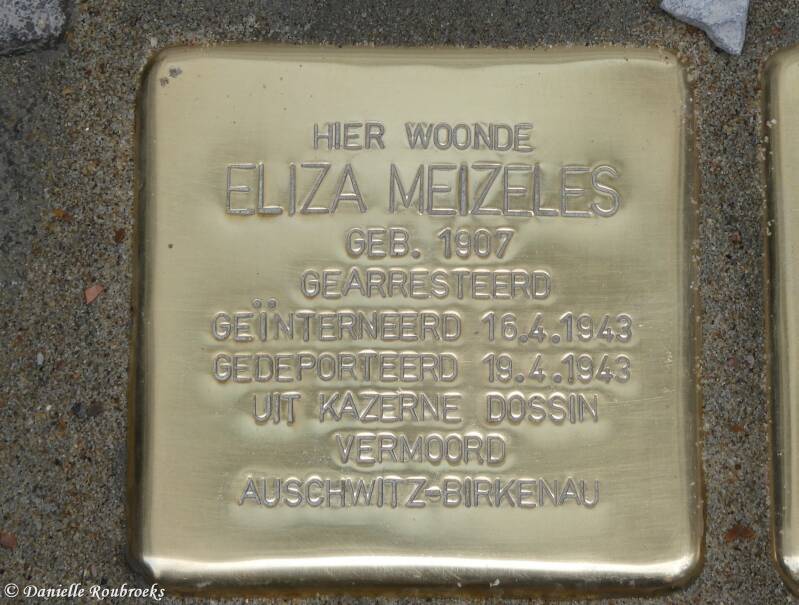 HIER WOONDE
ELIZA MEIZELES
GEB. 1907
GEARRESTEERD
GEÏNTERNEERD 16.4.1943
GEDEPORTEERD 19.4.1943
UIT KAZERNE DOSSIN
VERMOORD
AUSCHWITZ-BIRKENAU
© Danielle Roubroeks